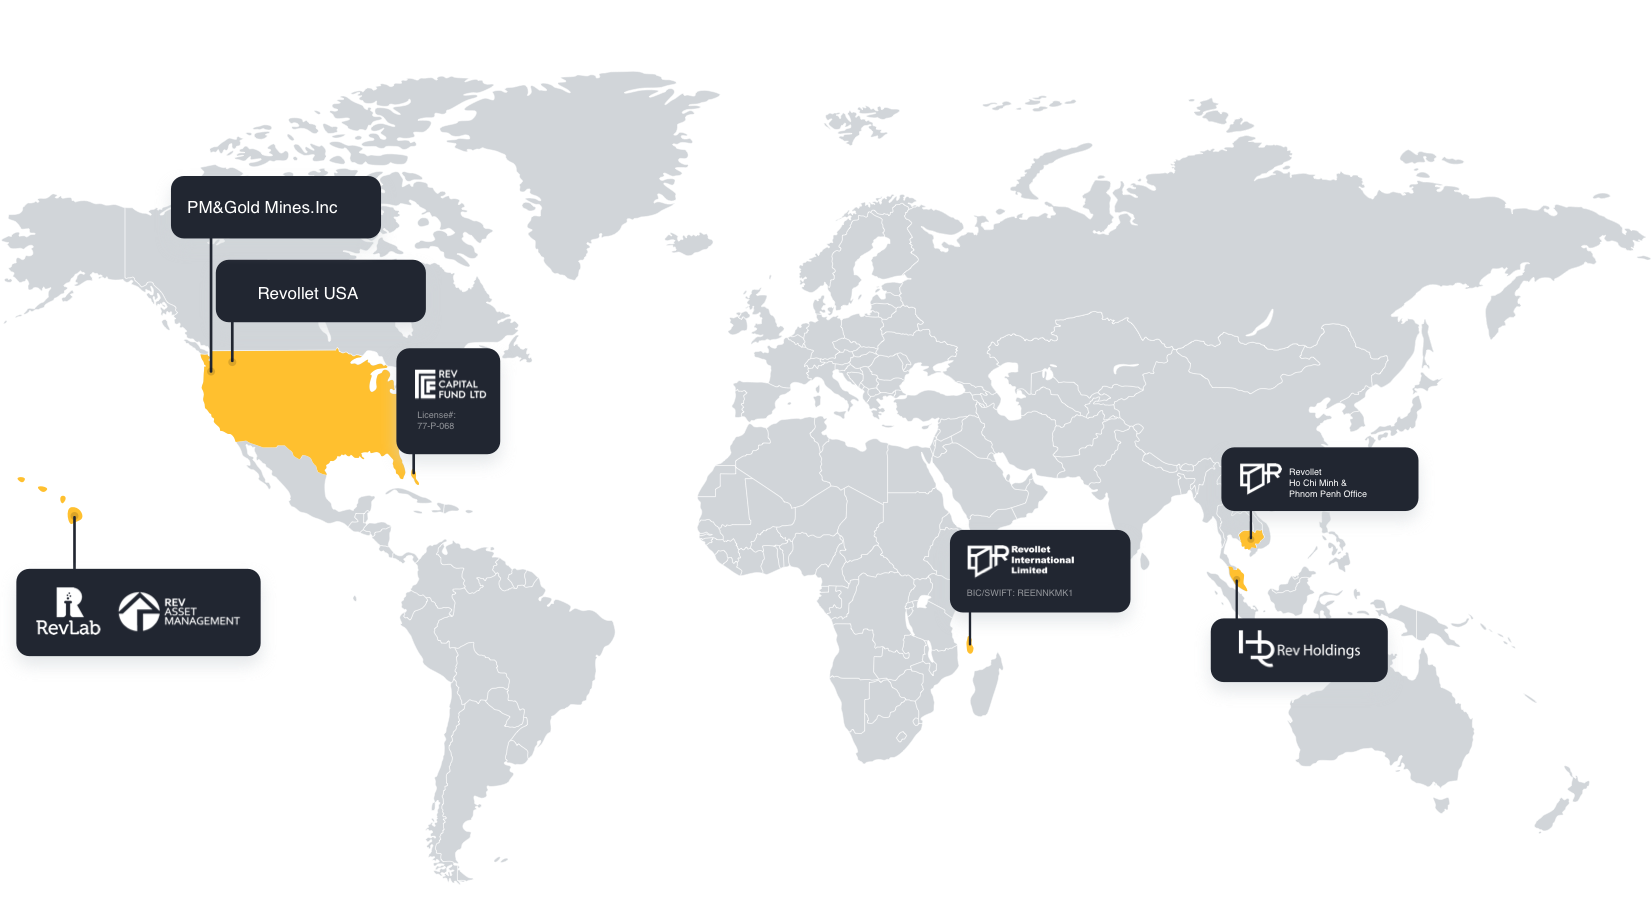 PM&Gold Mines.Inc
Revollet USA
REV
CAPITAL
FUND LTD
License#:
77-P-068
RevLab
REV
ASSET
MANAGEMENT
Revollet
International
Limited
BIC/SWIFT: REENNKMK1
Revollet
Ho Chi Minh &
Phnom Penh Office
Rev Holdings